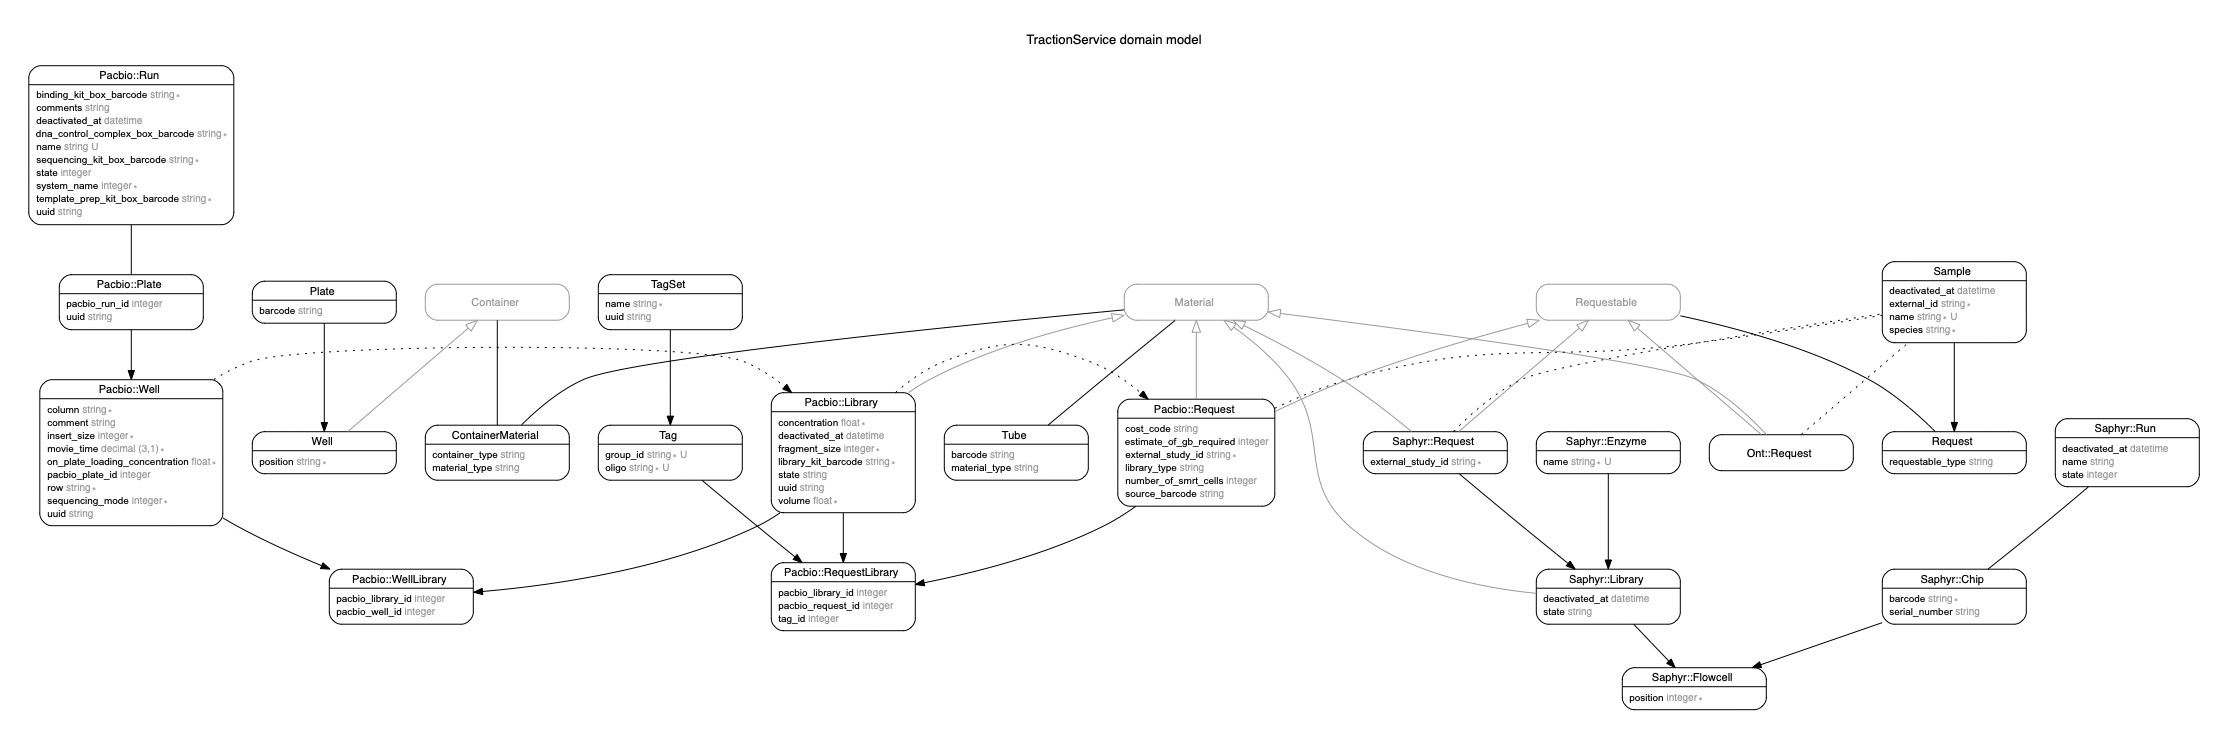 TractionService domain model
Pacbio::Run
binding_kit_box_barcode string *
comments string
deactivated_at datetime
dna_control_complex_box_barcode string *
name string U
sequencing_kit_box_barcode string *
state integer
system_name integer *
template_prep_kit_box_barcode string *
uuid string
Pacbio::Plate
pacbio_run_id integer
uuid string
Plate
barcode string
Container
TagSet
name string *
uuid string
Material
Requestable
Sample
deactivated_at datetime
external_id string *
name string * U
species string *
Pacbio::Well
column string *
comment string
insert_size integer *
movie_time decimal (3,1) *
on_plate_loading_concentration float *
pacbio_plate_id integer
row string *
sequencing_mode integer *
uuid string
Well
position string *
ContainerMaterial
container_type string
material_type string
Tag
group_id string * U
oligo string * U
Pacbio::Library
concentration float *
deactivated_at datetime
fragment_size integer *
library_kit_barcode string *
state string
uuid string
volume float *
Tube
barcode string
material_type string
Pacbio::Request
cost_code string
estimate_of_gb_required integer
external_study_id string *
library_type string
number_of_smrt_cells integer
source_barcode string
Saphyr::Request
external_study_id string *
Saphyr::Enzyme
name string * U
Ont::Request
Request
requestable_type string
Saphyr::Run
deactivated_at datetime
name string
state integer
Pacbio::WellLibrary
pacbio_library_id integer
pacbio_well_id integer
Pacbio::RequestLibrary
pacbio_library_id integer
pacbio_request_id integer
tag_id integer
Saphyr::Library
deactivated_at datetime
state string
Saphyr::Chip
barcode string *
serial_number string
Saphyr::Flowcell
position integer *